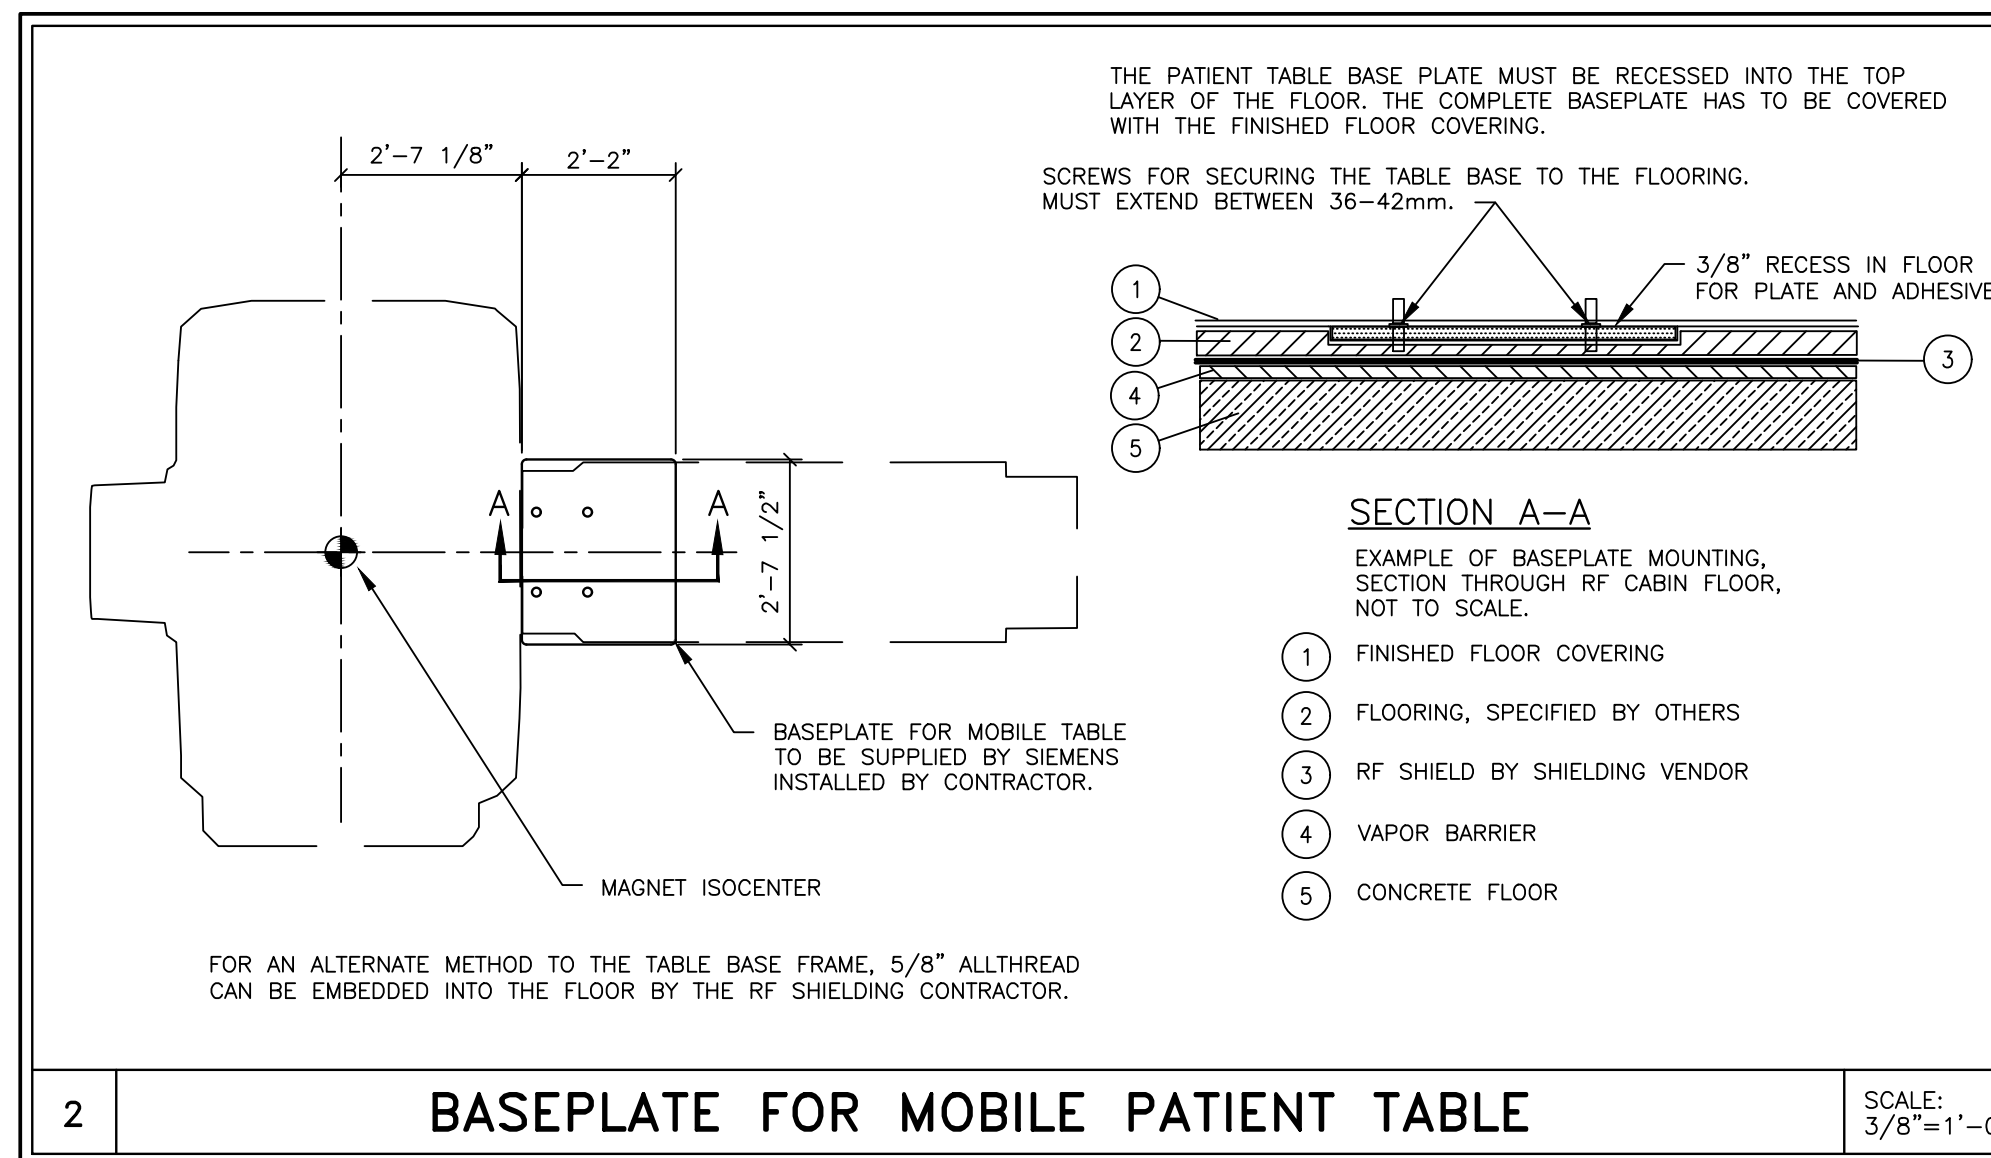 THE PATIENT TABLE BASE PLATE MUST BE RECESSED INTO THE TOP
LAYER OF THE FLOOR. THE COMPLETE BASEPLATE HAS TO BE COVERED
WITH THE FINISHED FLOOR COVERING.
SCREWS FOR SECURING THE TABLE BASE TO THE FLOORING.
MUST EXTEND BETWEEN 36-42mm.
3/8" RECESS IN FLOOR
FOR PLATE AND ADHESIVE
1
2
3
4
5
2'-7 1/8"
2'-2"
A
A
2'-7 1/2"
BASEPLATE FOR MOBILE TABLE
TO BE SUPPLIED BY SIEMENS
INSTALLED BY CONTRACTOR.
MAGNET ISOCENTER
SECTION A-A
EXAMPLE OF BASEPLATE MOUNTING,
SECTION THROUGH RF CABIN FLOOR,
NOT TO SCALE.
1 FINISHED FLOOR COVERING
2 FLOORING, SPECIFIED BY OTHERS
3 RF SHIELD BY SHIELDING VENDOR
4 VAPOR BARRIER
5 CONCRETE FLOOR
FOR AN ALTERNATE METHOD TO THE TABLE BASE FRAME, 5/8" ALLTHREAD
CAN BE EMBEDDED INTO THE FLOOR BY THE RF SHIELDING CONTRACTOR.
2
BASEPLATE FOR MOBILE PATIENT TABLE
SCALE:
3/8"=1'-0